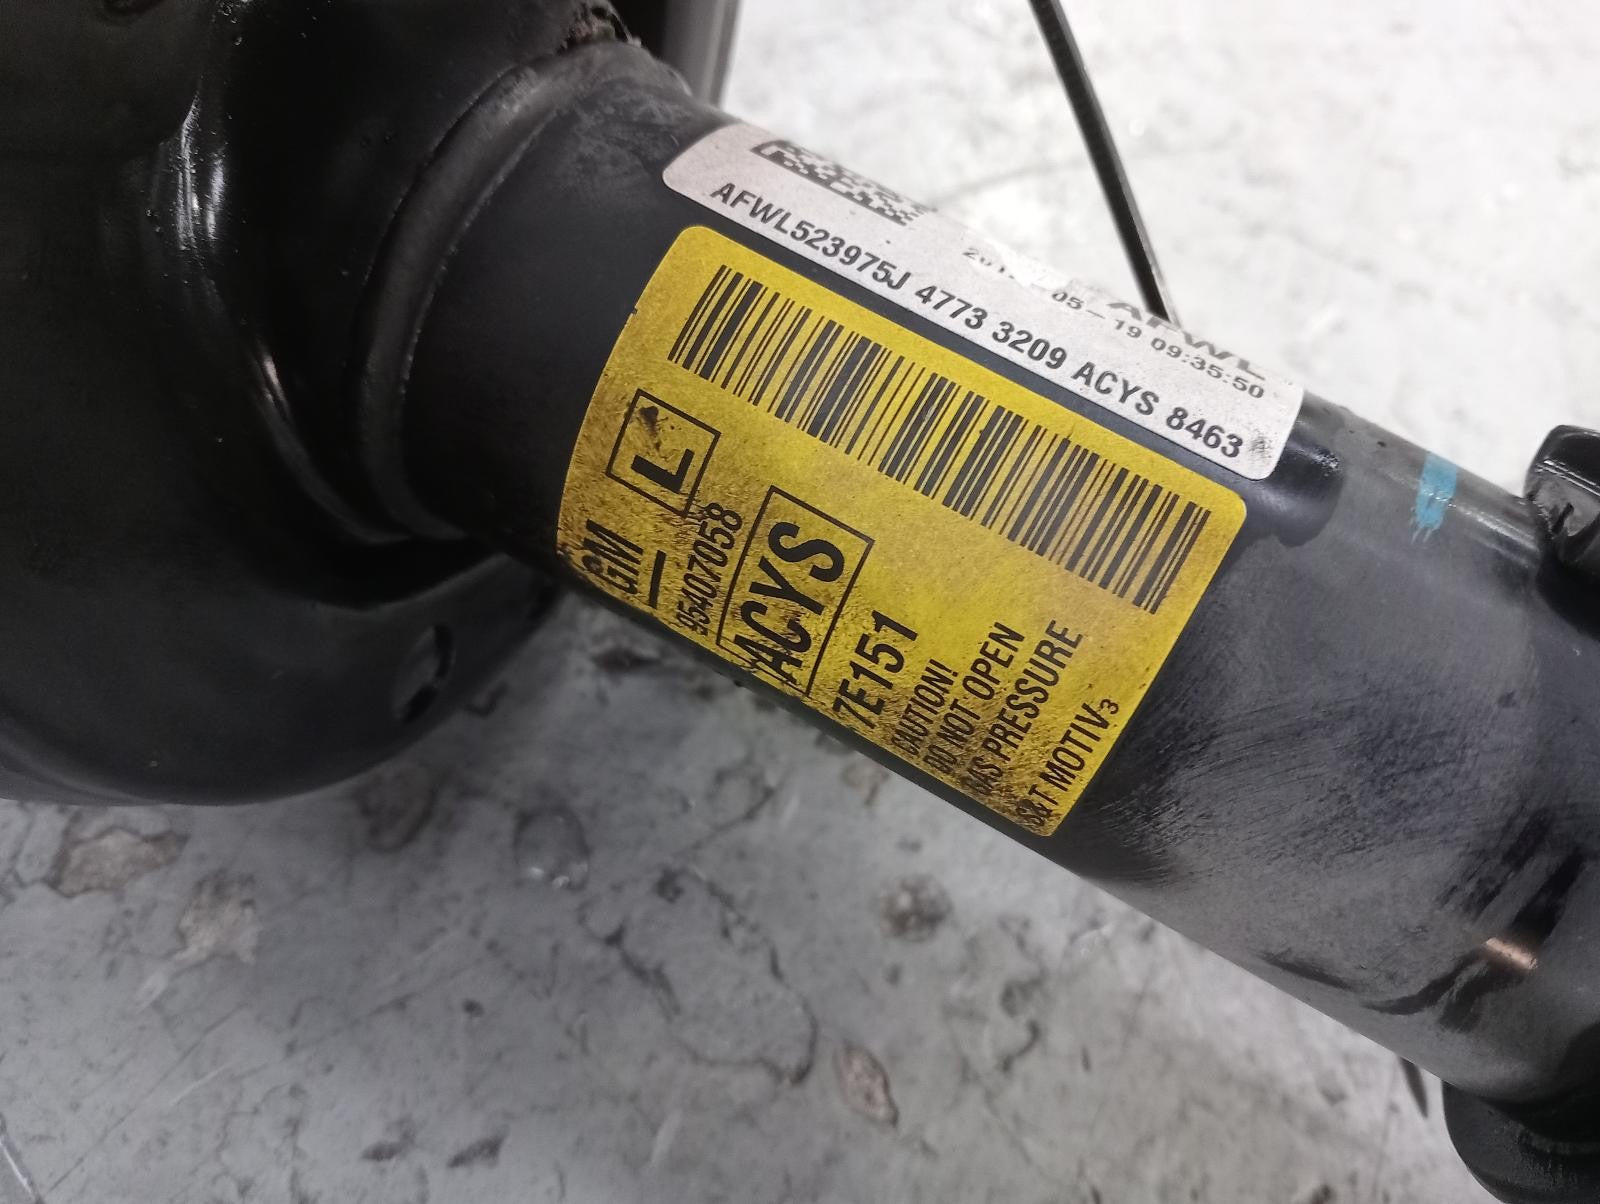 AFWL
05-19 09:35:50
AFWL523975J 4773 3209 ACYS 8463
GM L
95407058
ACYS
7E151
CAUTION!
DO NOT OPEN
GAS PRESSURE
S&T MOTIV3